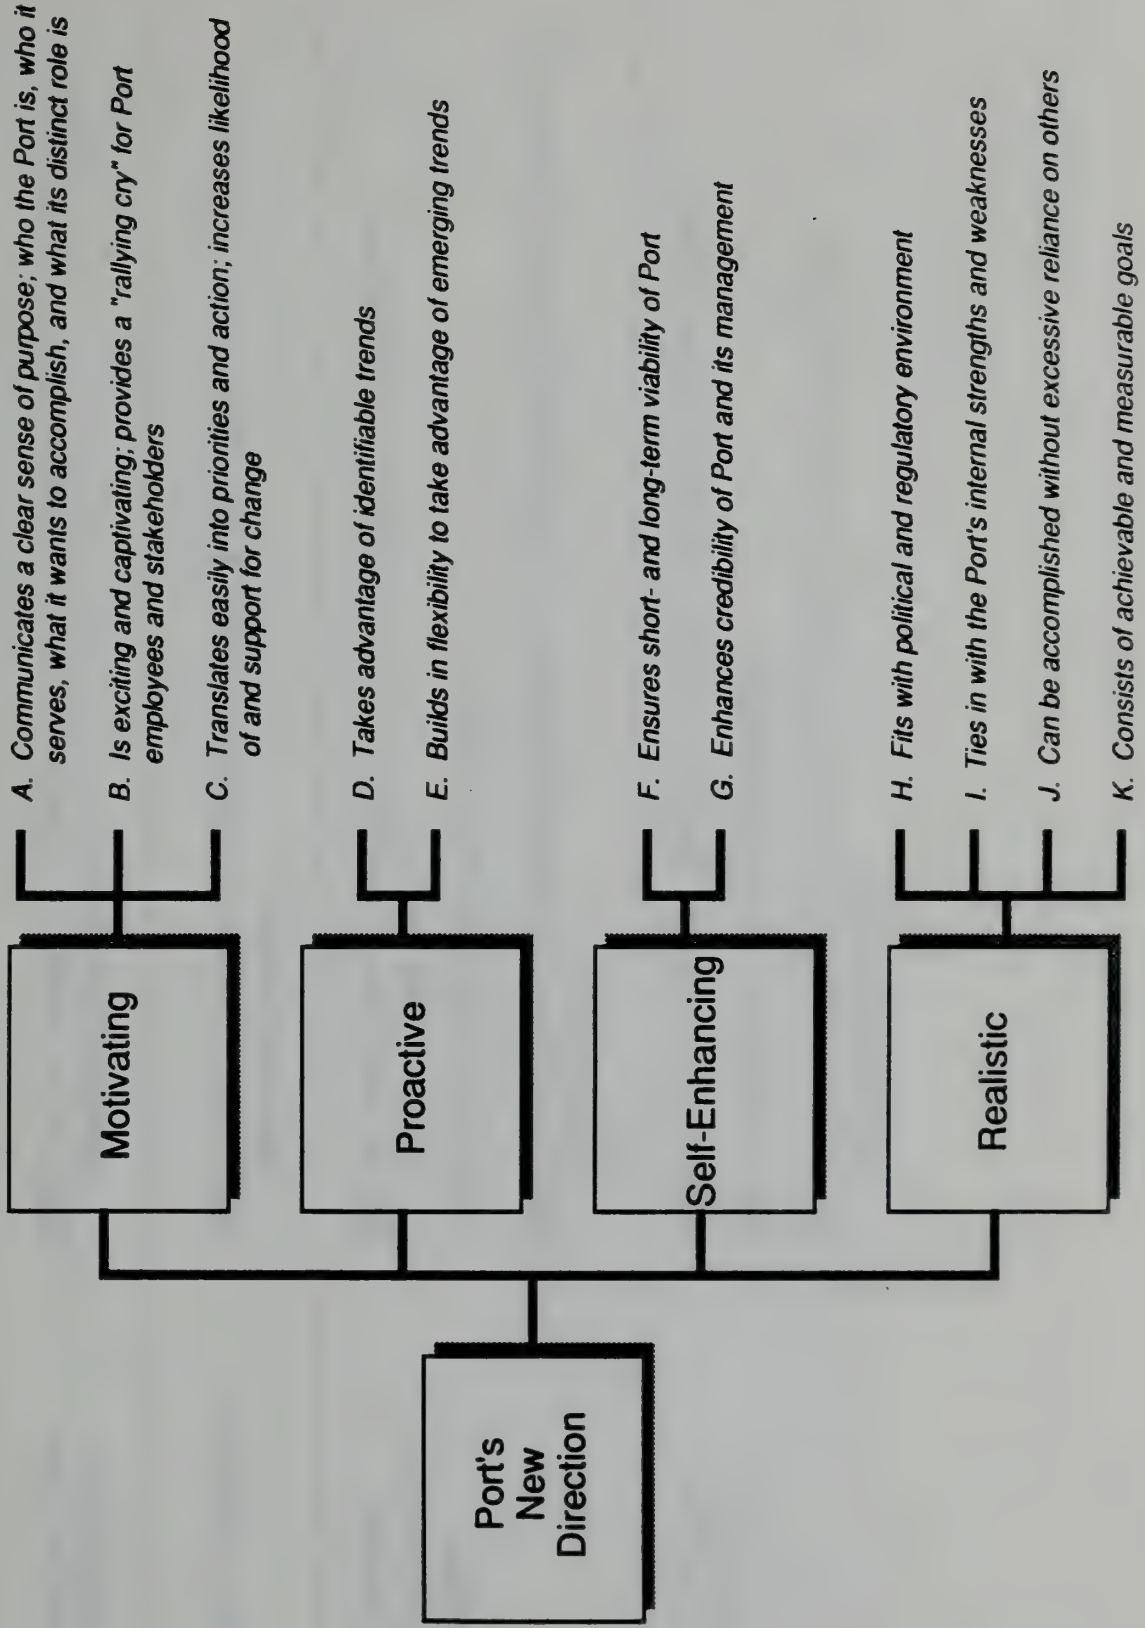 Port's
New
Direction
Motivating
A. Communicates a clear sense of purpose; who the Port is, who it
serves, what it wants to accomplish, and what its distinct role is
B. Is exciting and captivating; provides a "rallying cry" for Port
employees and stakeholders
C. Translates easily into priorities and action; increases likelihood
of and support for change
Proactive
D. Takes advantage of identifiable trends
E. Builds in flexibility to take advantage of emerging trends
Self-Enhancing
F. Ensures short- and long-term viability of Port
G. Enhances credibility of Port and its management
Realistic
H. Fits with political and regulatory environment
I. Ties in with the Port's internal strengths and weaknesses
J. Can be accomplished without excessive reliance on others
K. Consists of achievable and measurable goals